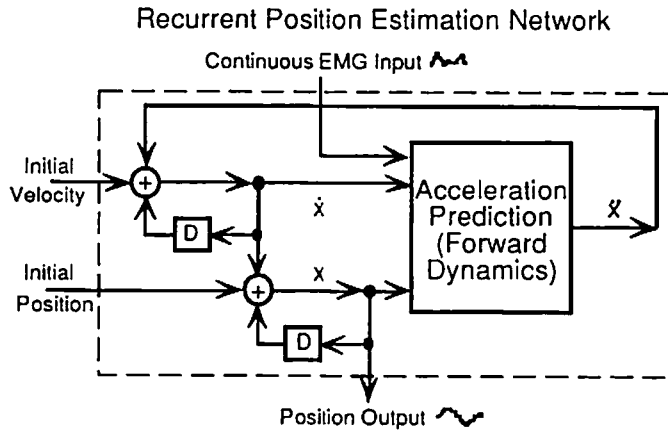 Recurrent Position Estimation Network
Continuous EMG Input
Initial
Velocity
+
D
ẋ
Acceleration
Prediction
(Forward
Dynamics)
ẍ
Initial
Position
+
x
D
Position Output